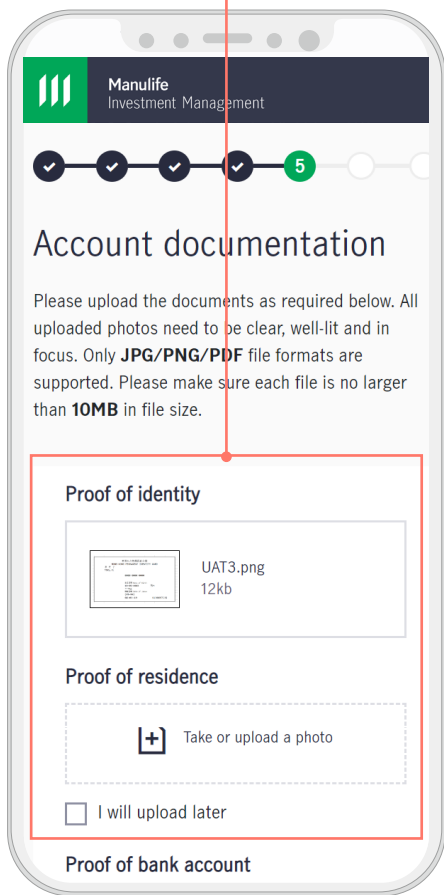 Manulife
Investment Management
5
Account documentation
Please upload the documents as required below. All
uploaded photos need to be clear, well-lit and in
focus. Only JPG/PNG/PDF file formats are
supported. Please make sure each file is no larger
than 10MB in file size.
Proof of identity
UAT3.png
12kb
Proof of residence
Take or upload a photo
I will upload later
Proof of bank account